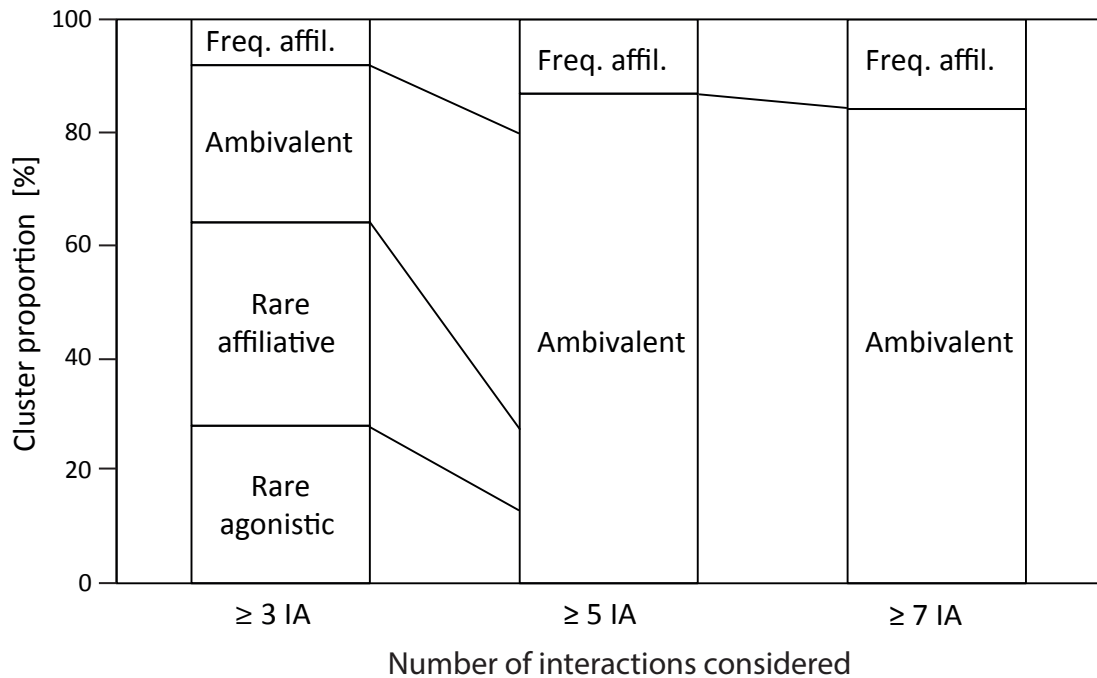 Cluster proportion [%]
100
80
60
40
20
0
Freq. affil.
Ambivalent
Rare
affiliative
Rare
agonistic
Freq. affil.
Ambivalent
Freq. affil.
Ambivalent
≥ 3 IA
≥ 5 IA
≥ 7 IA
Number of interactions considered